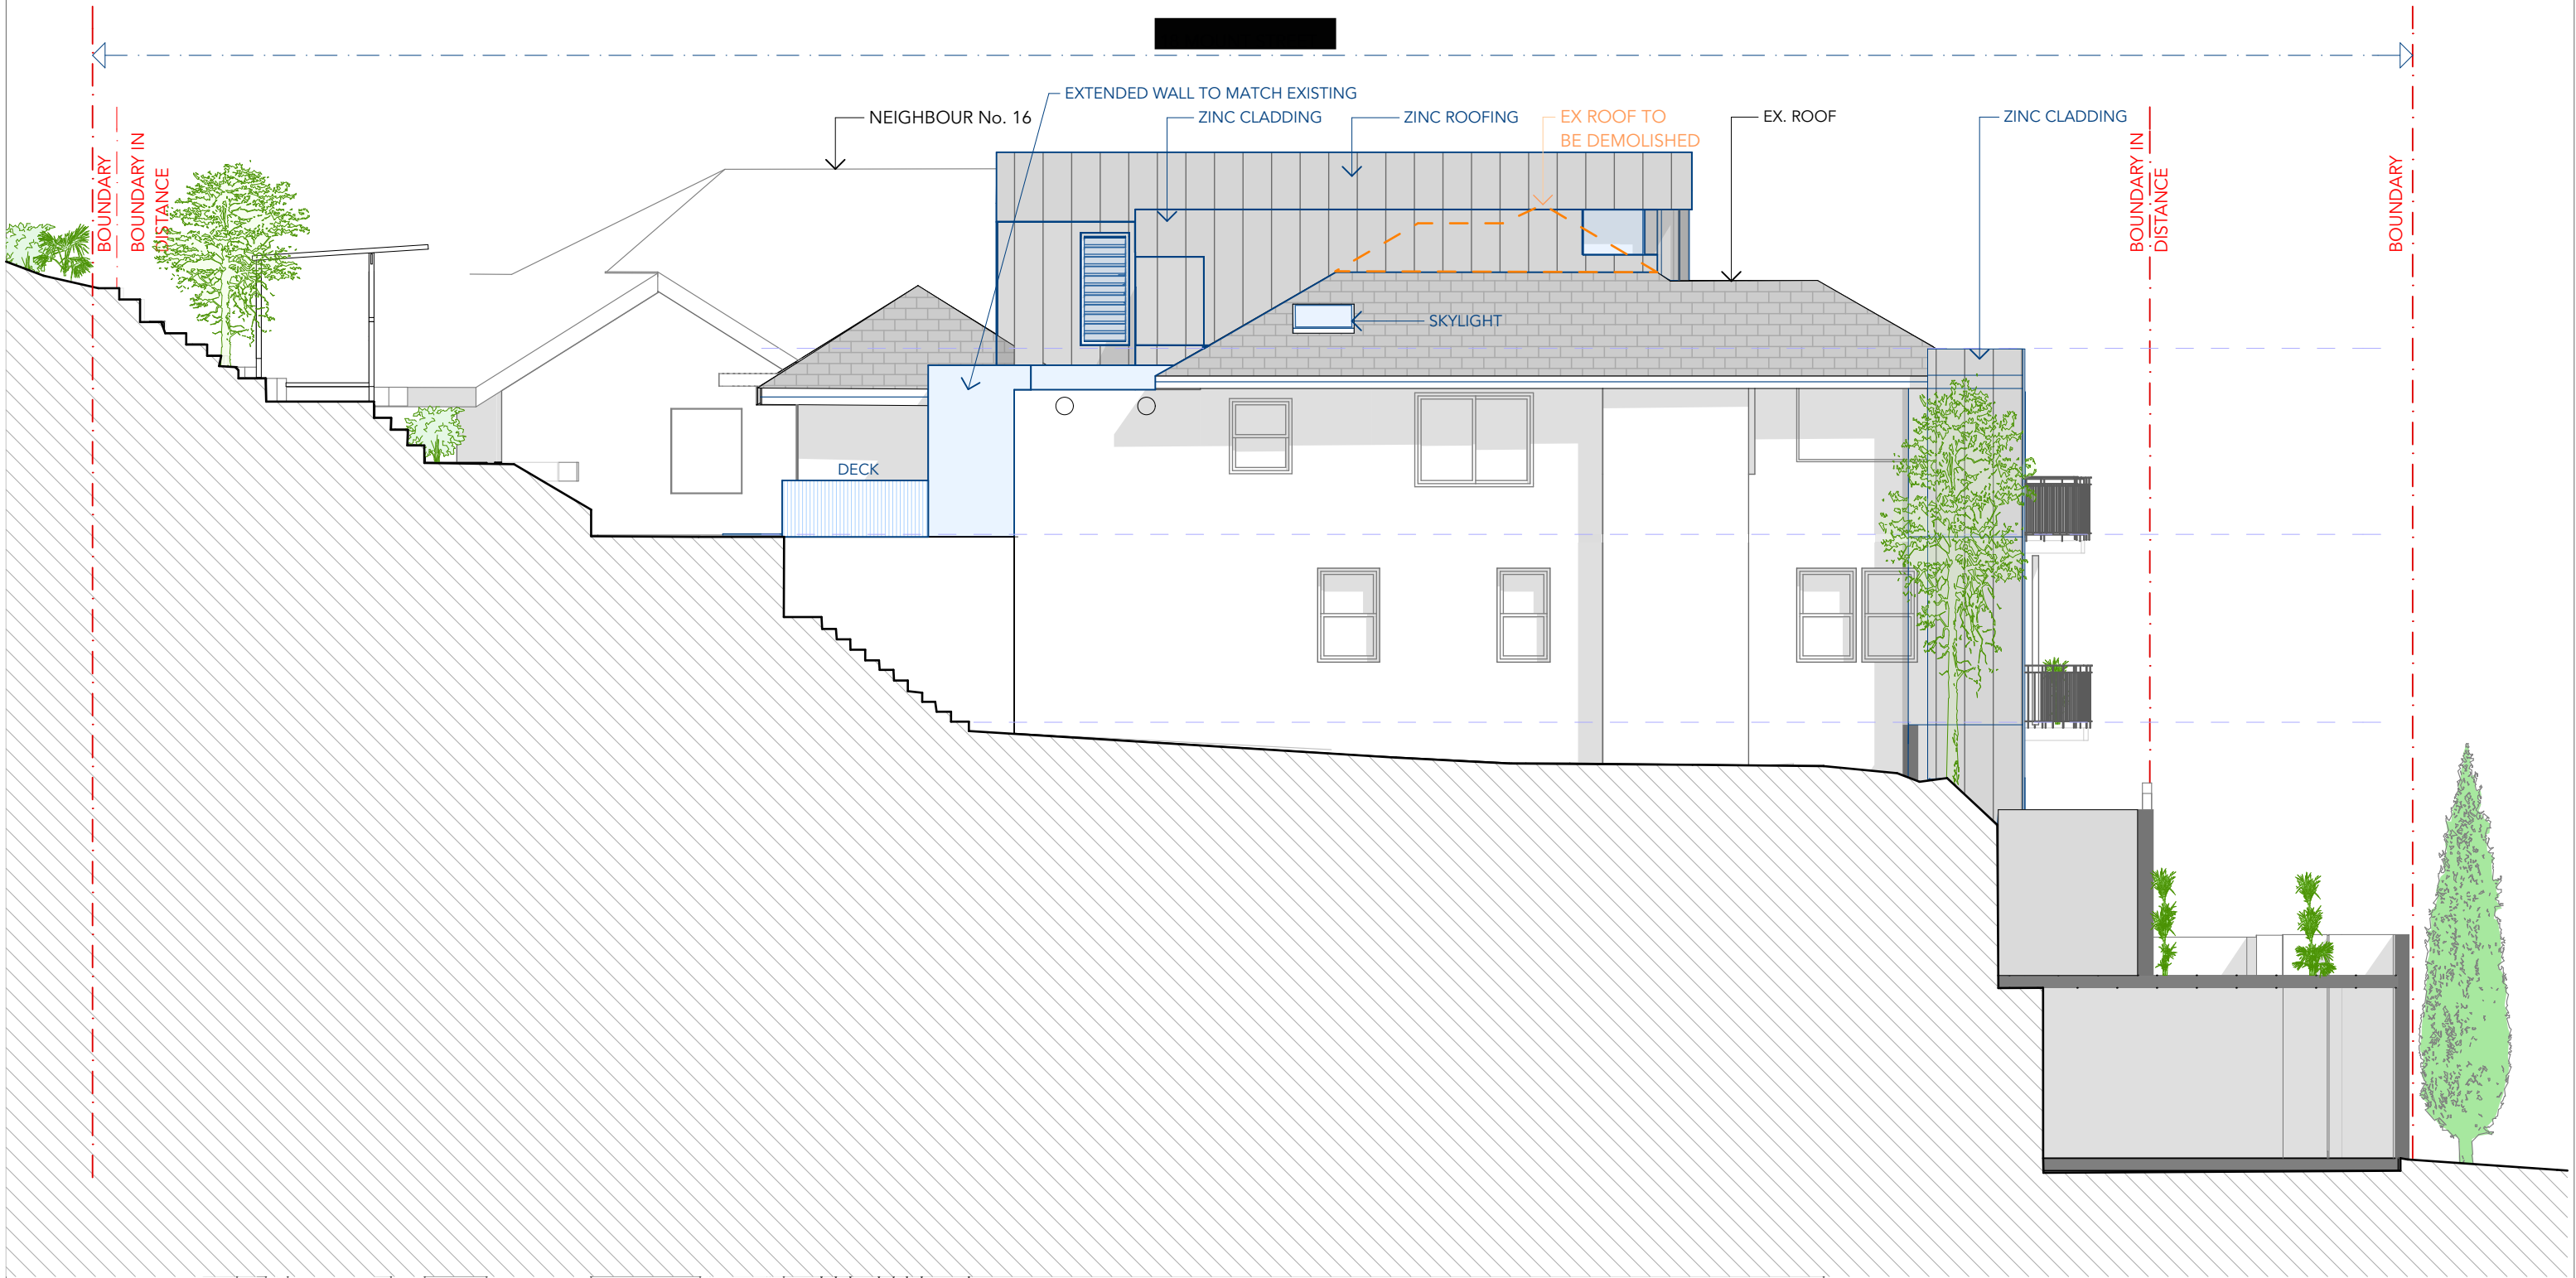 EXTENDED WALL TO MATCH EXISTING
NEIGHBOUR No. 16
ZINC CLADDING
ZINC ROOFING
EX ROOF TO
BE DEMOLISHED
EX. ROOF
ZINC CLADDING
BOUNDARY
BOUNDARY IN
DISTANCE
BOUNDARY IN
DISTANCE
BOUNDARY
SKYLIGHT
DECK